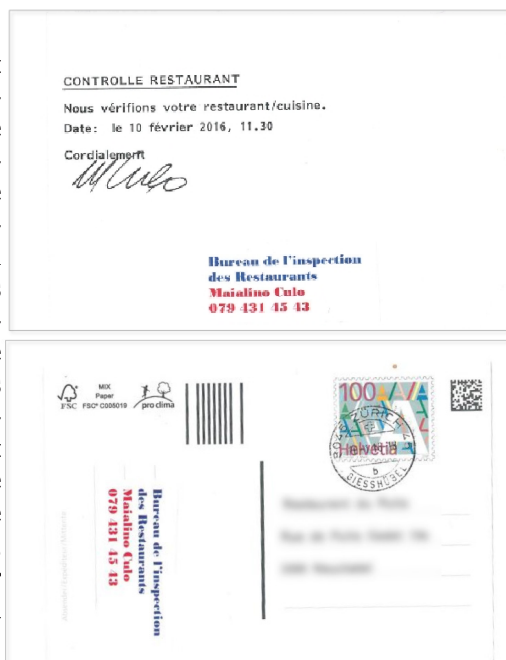 CONTROLLE RESTAURANT
Nous vérifions votre restaurant/cuisine.
Date: le 10 février 2016, 11.30
Cordialement
Bureau de l'inspection
des Restaurants
Maialino Culo
079 431 45 43
MIX
Paper
FSC
FSC® C005019
pro clima
100
Helvetia
ZÜRICH
b
GIESSHÜBEL
Bureau de l'inspection
des Restaurants
Maialino Culo
079 431 45 43